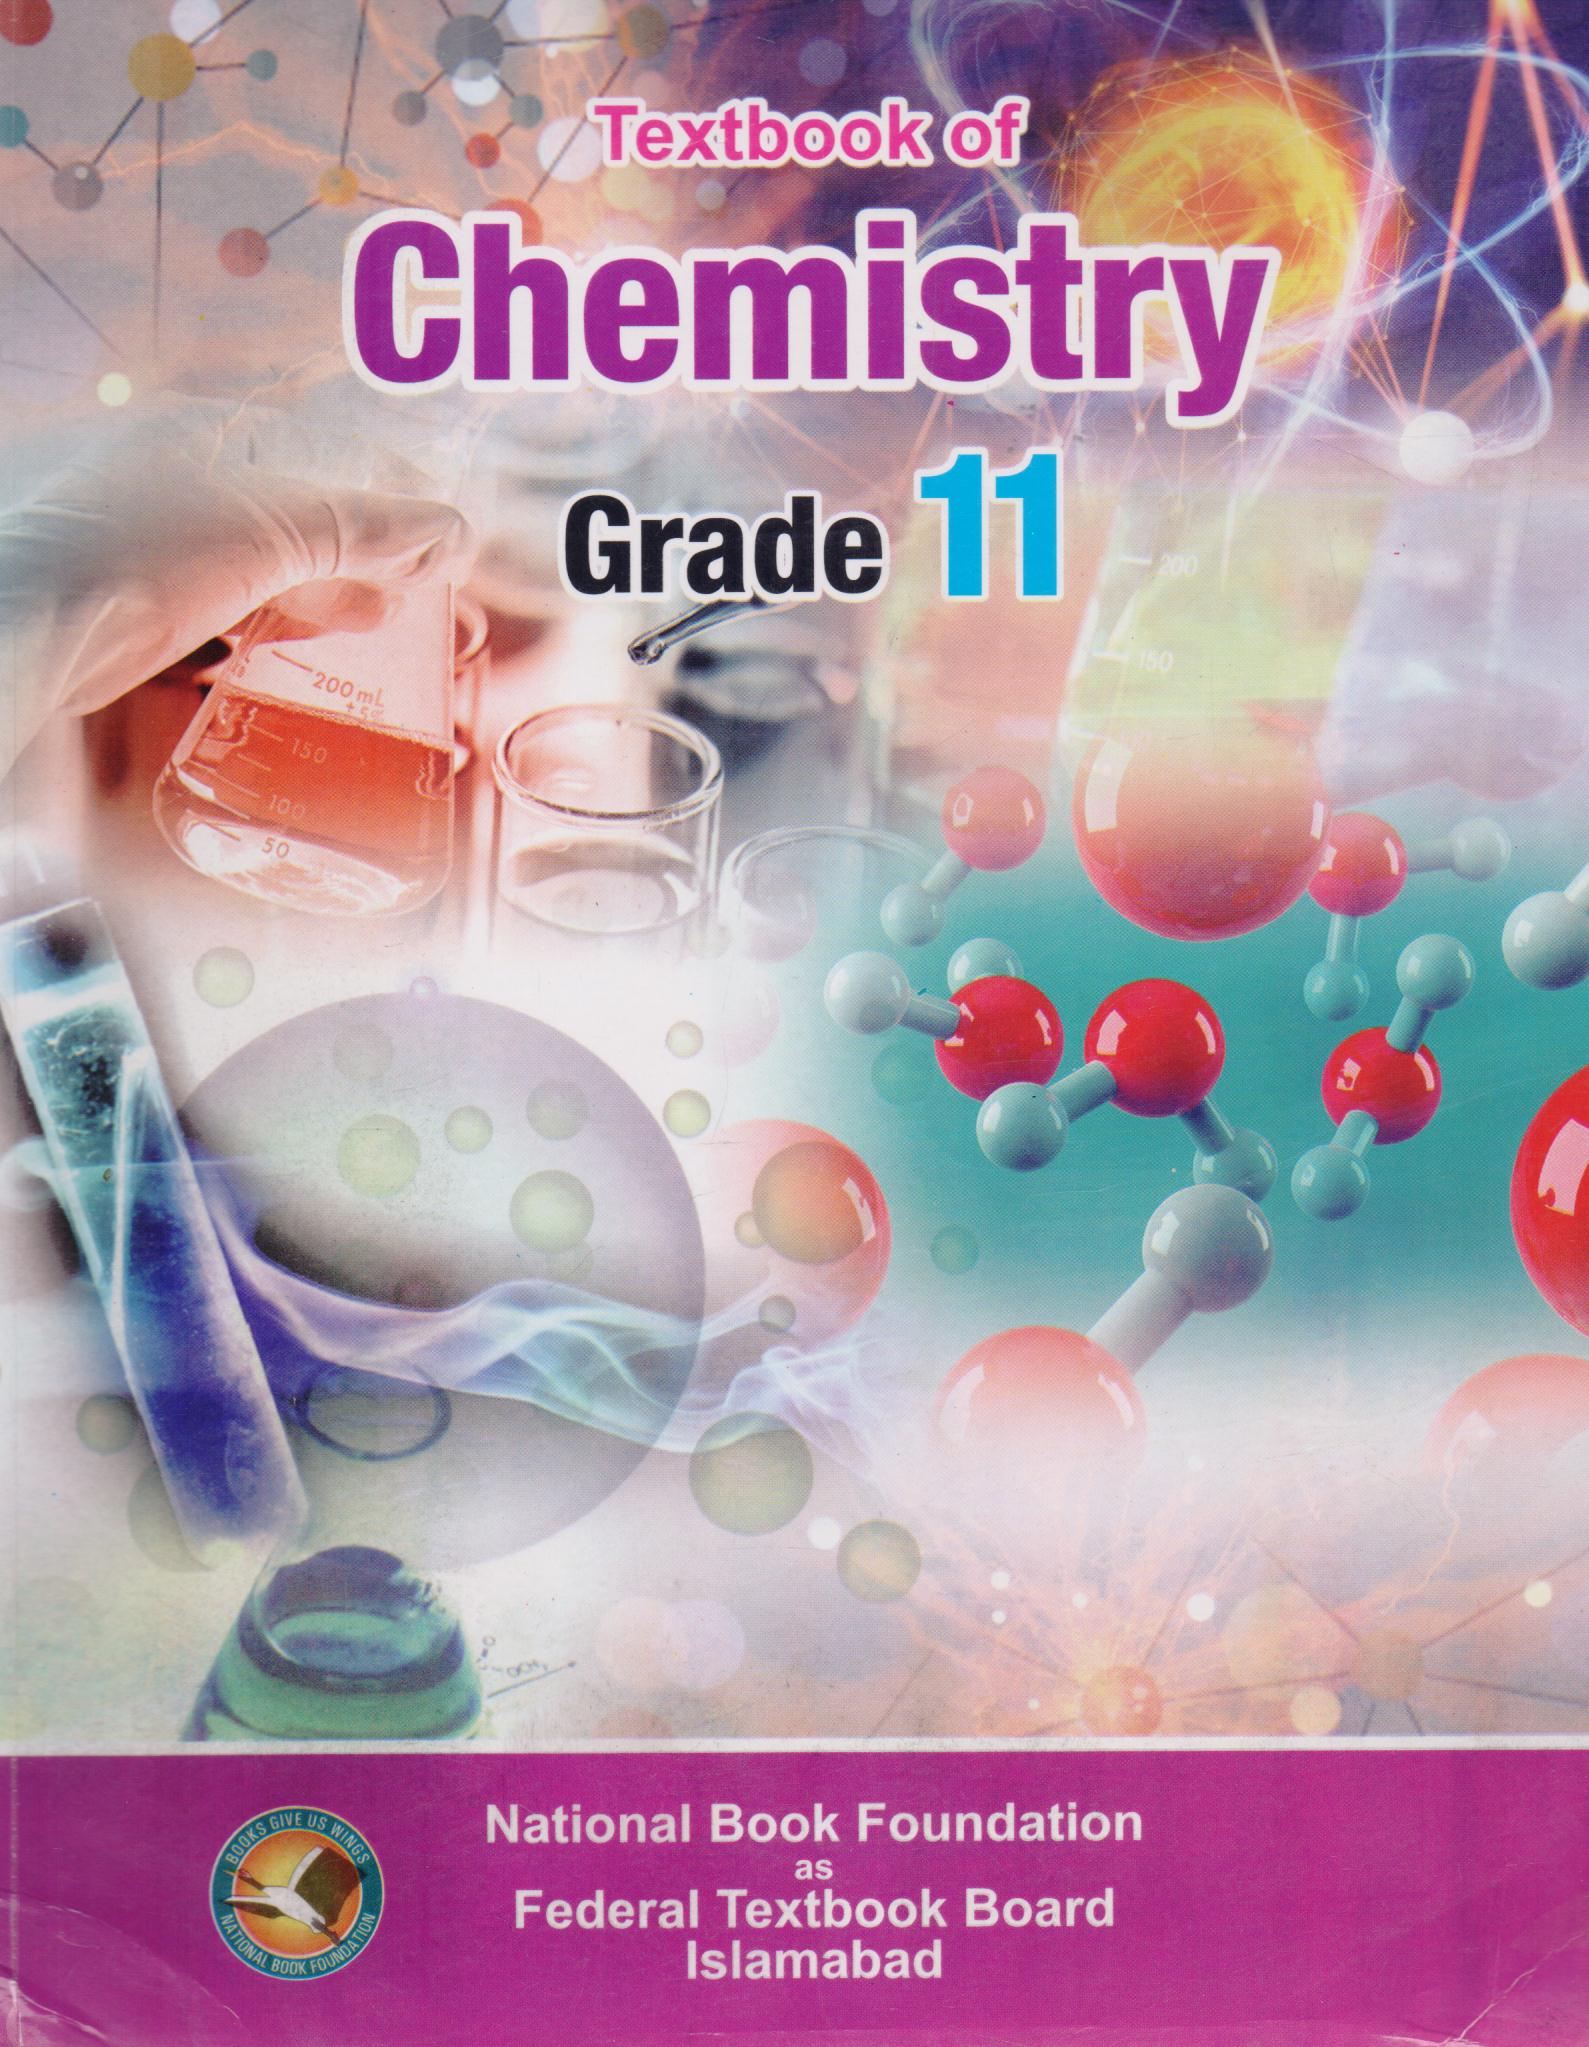 Textbook of
Chemistry
Grade 11
200
150
200 mL
150
100
50
BOOKS GIVE US WINGS
NATIONAL BOOK FOUNDATION
National Book Foundation
as
Federal Textbook Board
Islamabad